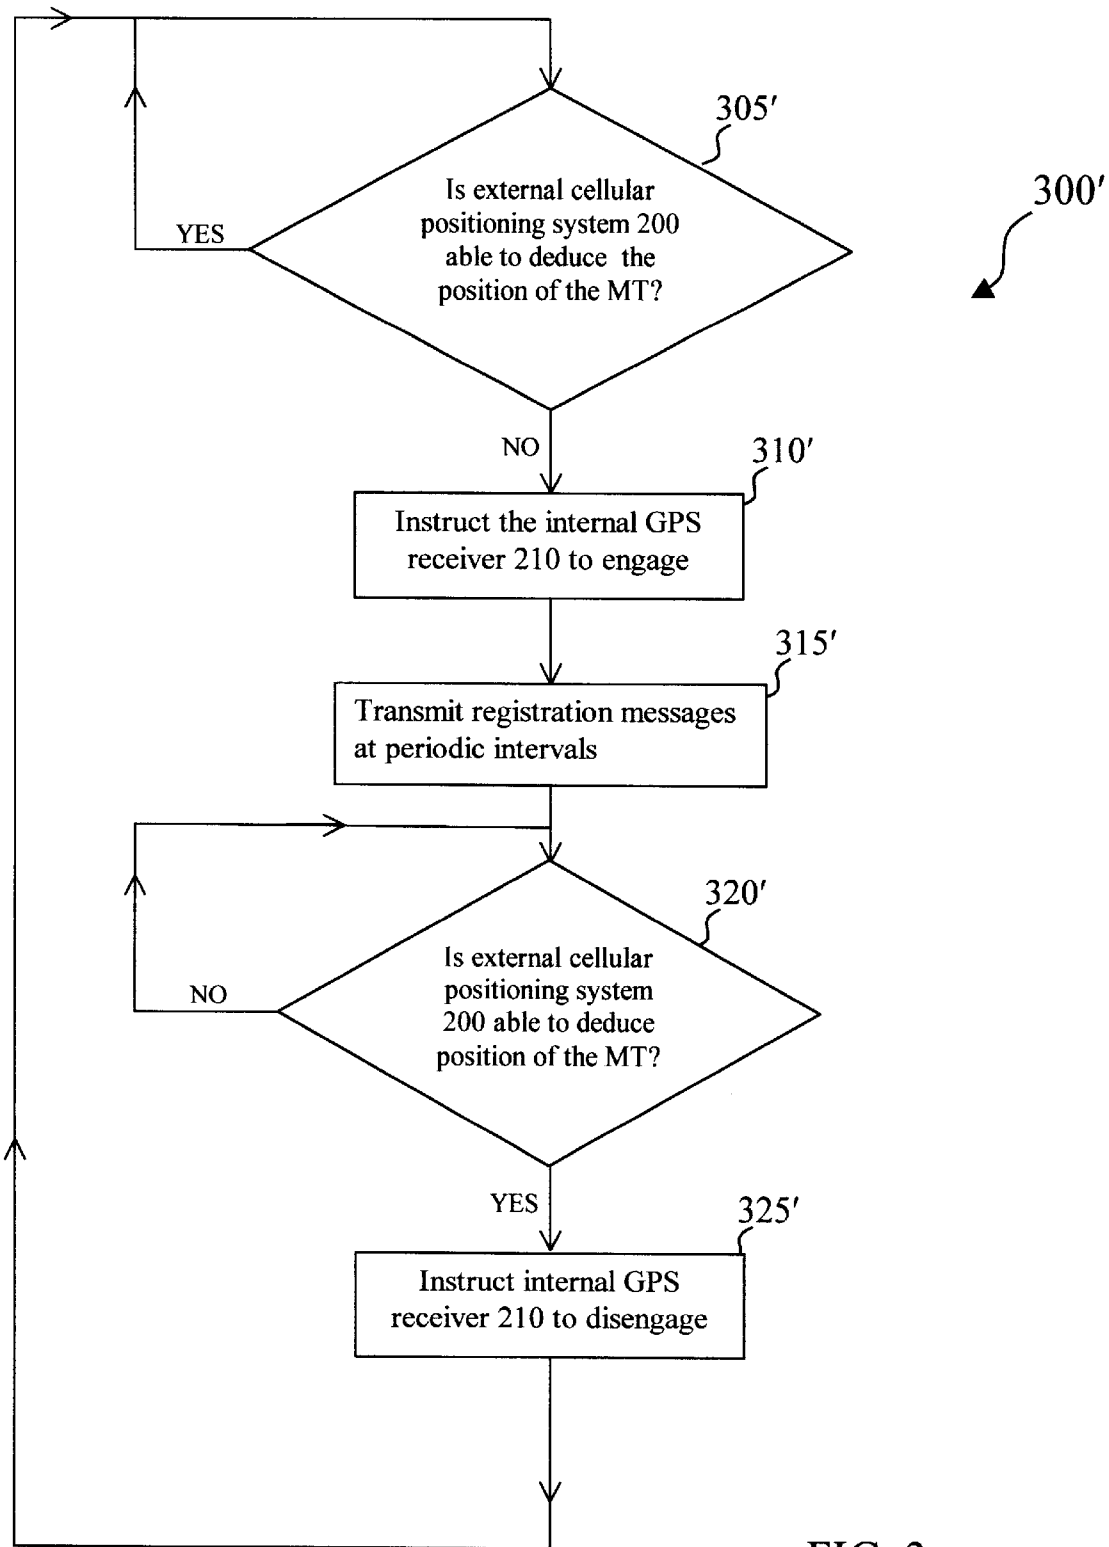 305'
300'
Is external cellular
positioning system 200
able to deduce the
position of the MT?
YES
NO
310'
Instruct the internal GPS
receiver 210 to engage
315'
Transmit registration messages
at periodic intervals
320'
Is external cellular
positioning system
200 able to deduce
position of the MT?
NO
YES
325'
Instruct internal GPS
receiver 210 to disengage